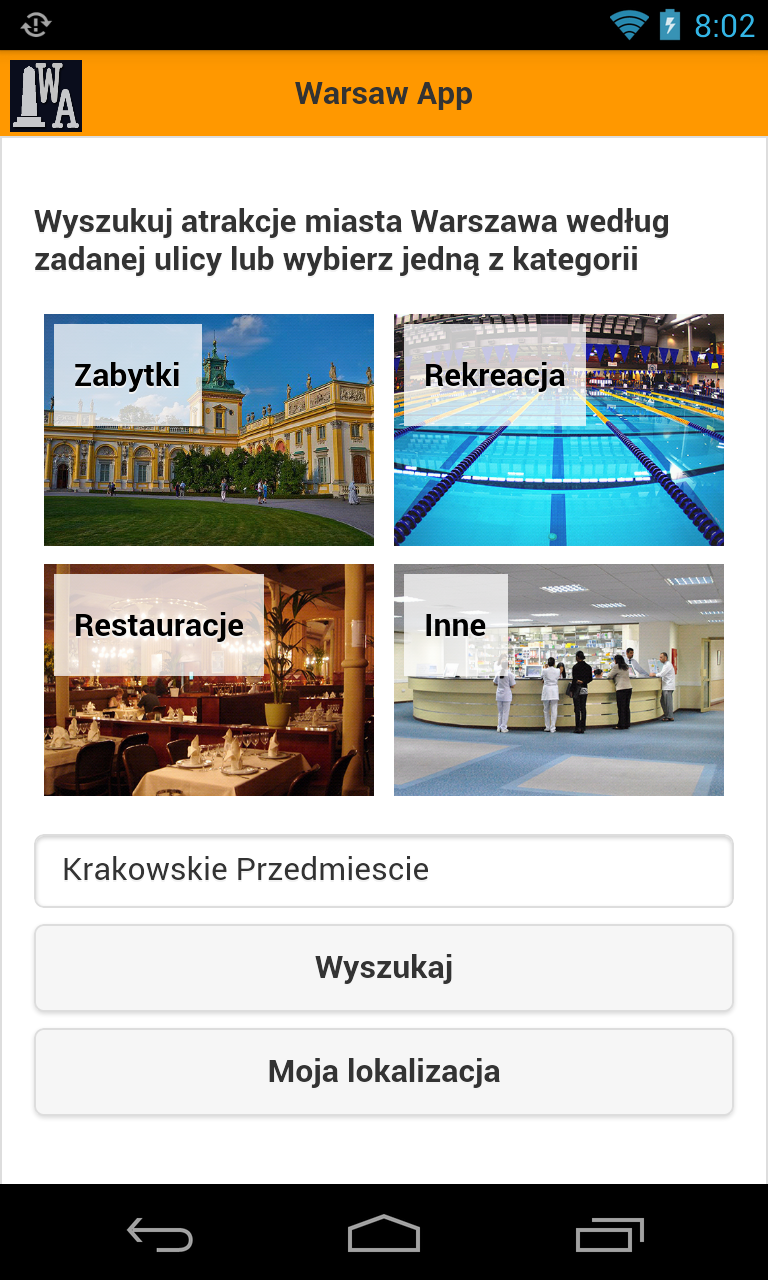 8:02
WA
Warsaw App
Wyszukuj atrakcje miasta Warszawa według
zadanej ulicy lub wybierz jedną z kategorii
Zabytki
Rekreacja
Restauracje
Inne
Krakowskie Przedmiescie
Wyszukaj
Moja lokalizacja